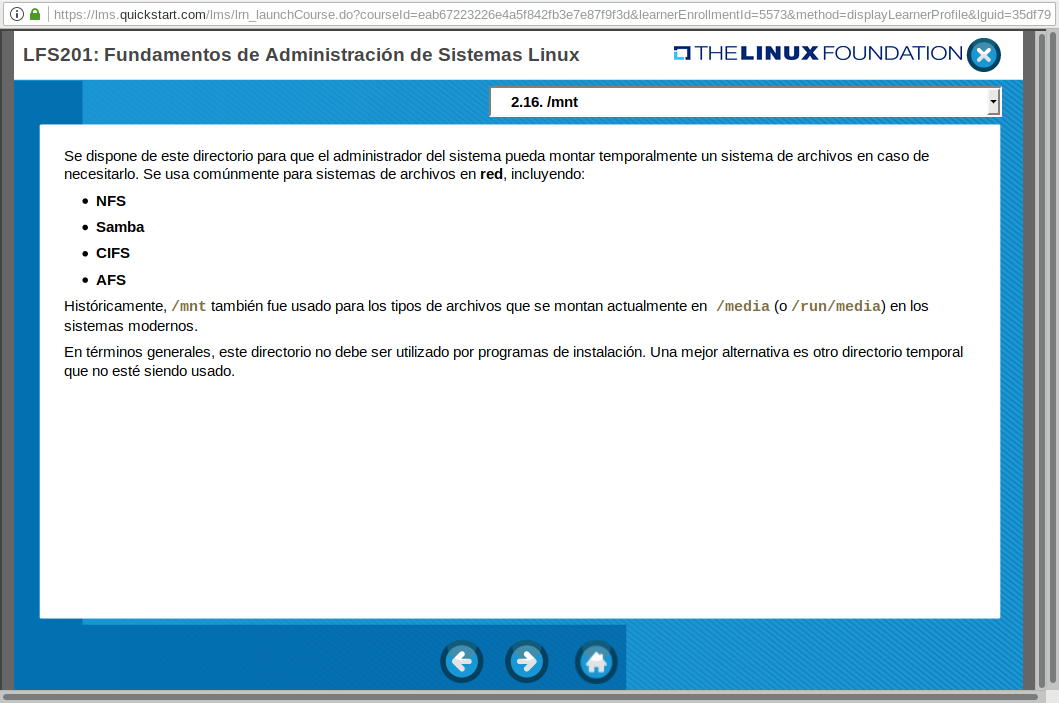 https://lms.quickstart.com/lms/lrn_launchCourse.do?courseId=eab67223226e4a5f842fb3e7e87f9f3d&learnerEnrollmentId=5573&method=displayLearnerProfile&lguid=35df79
LFS201: Fundamentos de Administración de Sistemas Linux
THE LINUX FOUNDATION
2.16. /mnt
Se dispone de este directorio para que el administrador del sistema pueda montar temporalmente un sistema de archivos en caso de
necesitarlo. Se usa comúnmente para sistemas de archivos en red, incluyendo:
• NFS
• Samba
• CIFS
• AFS
Históricamente, /mnt también fue usado para los tipos de archivos que se montan actualmente en /media (o /run/media) en los
sistemas modernos.
En términos generales, este directorio no debe ser utilizado por programas de instalación. Una mejor alternativa es otro directorio temporal
que no esté siendo usado.